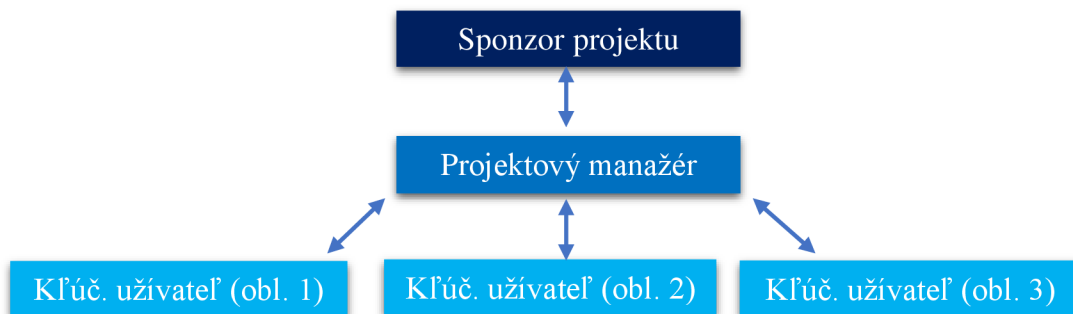 Sponzor projektu
Projektový manažér
Kľúč. užívateľ (obl. 1)
Kľúč. užívateľ (obl. 2)
Kľúč. užívateľ (obl. 3)